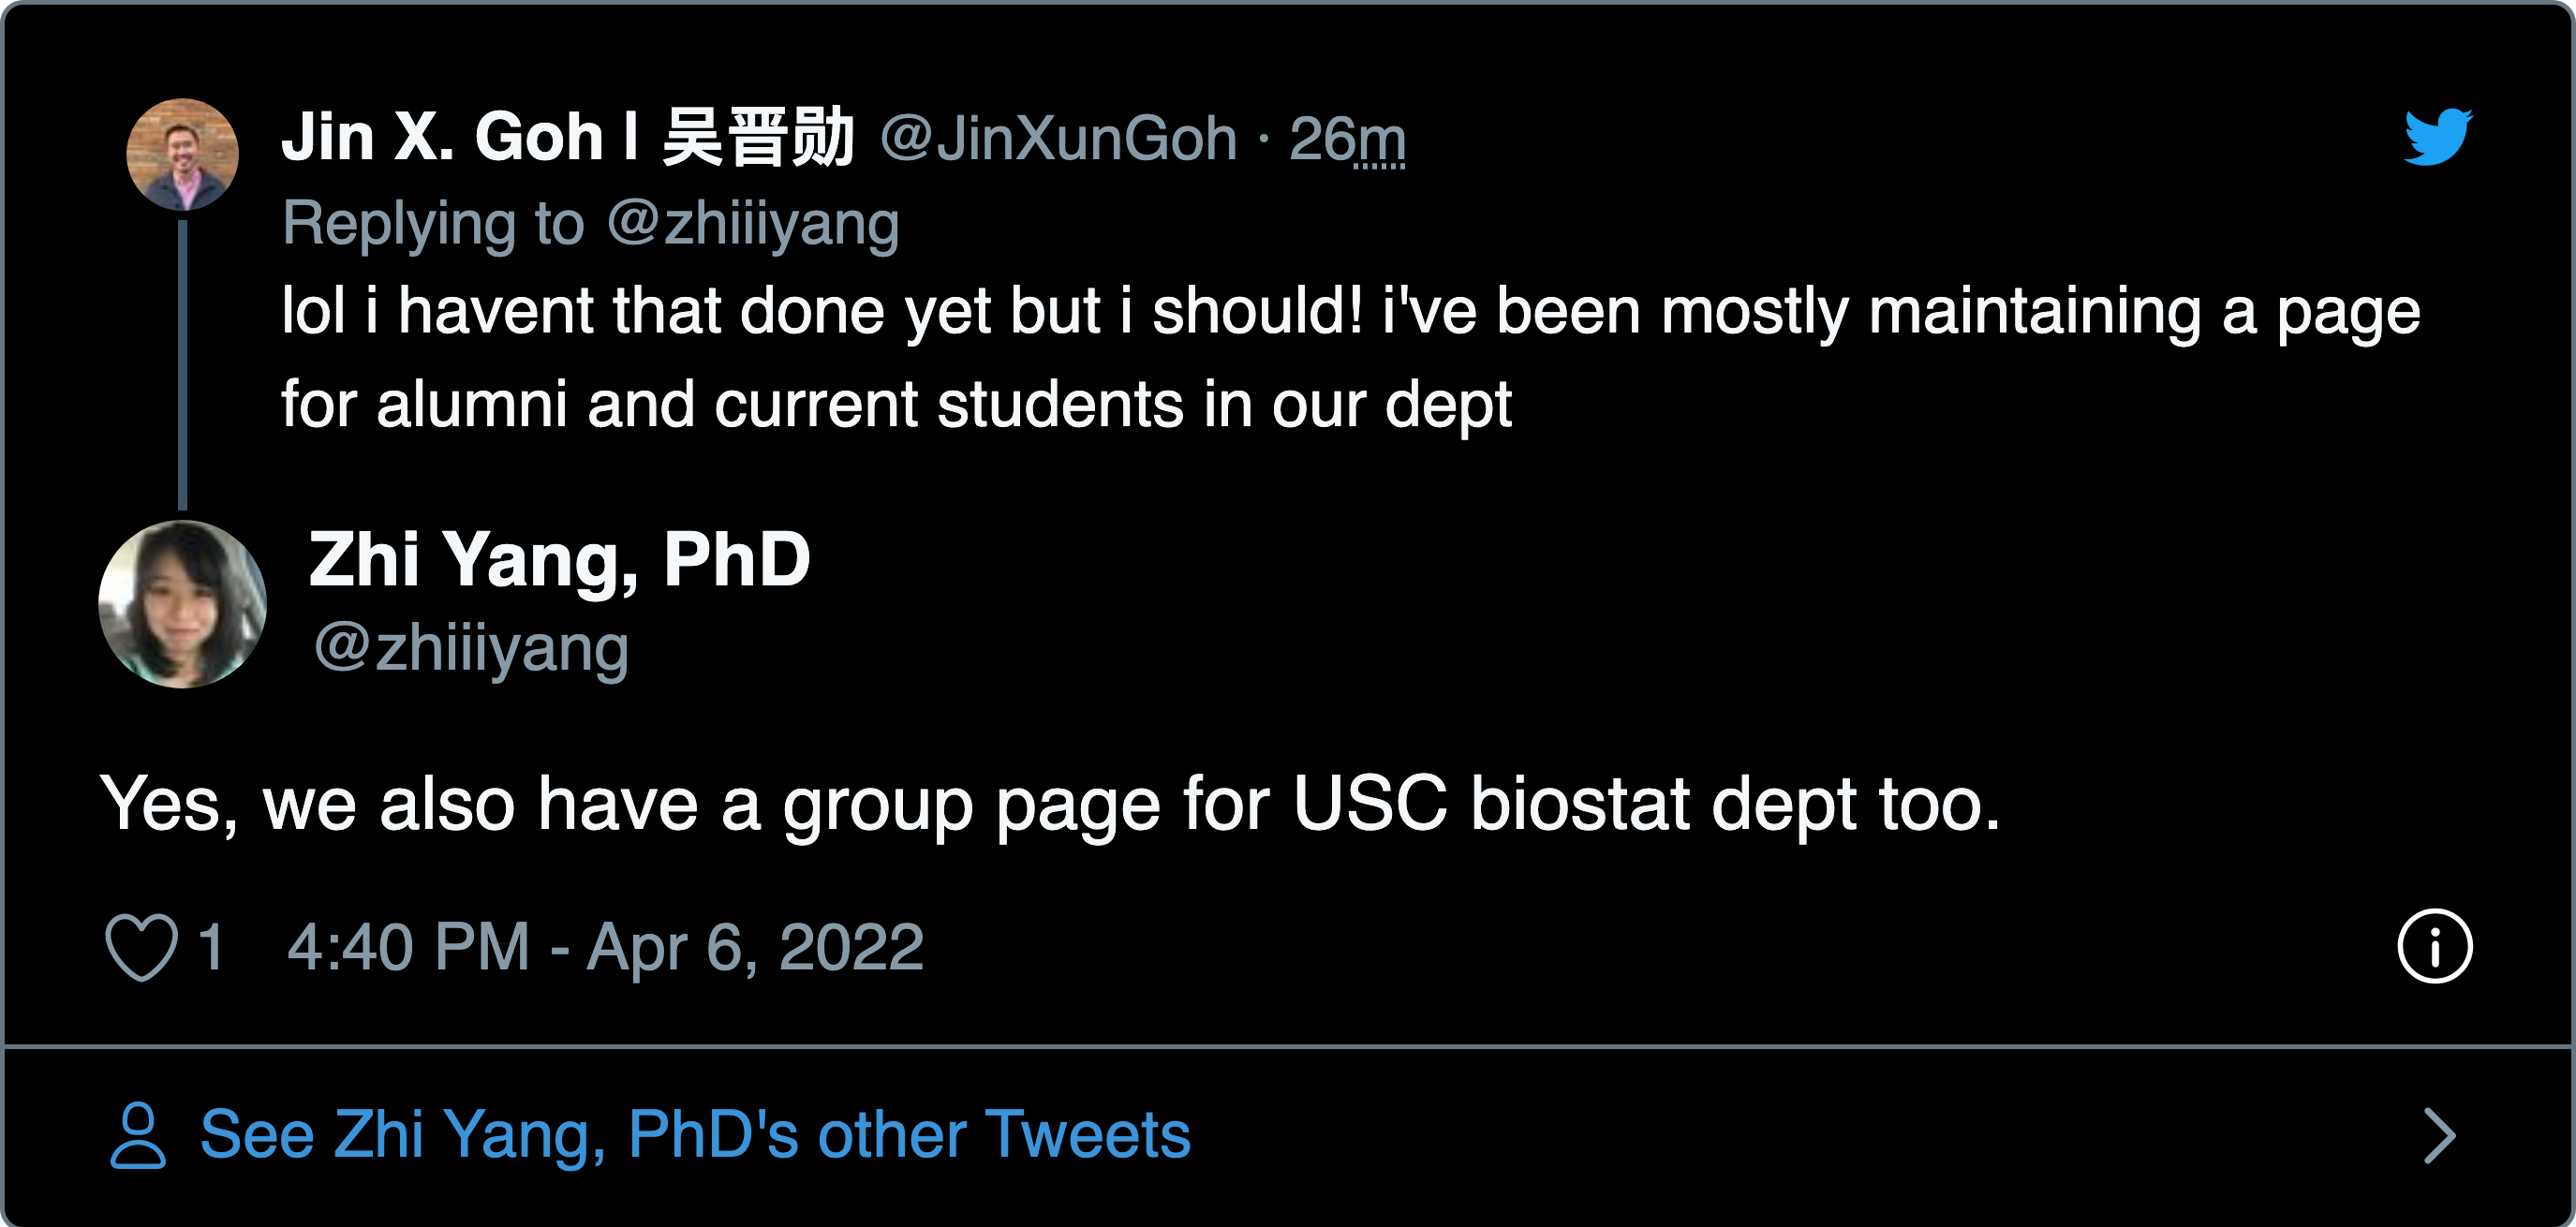 Jin X. Goh | 吴晋勋 @JinXunGoh · 26m
Replying to @zhiiiyang
lol i havent that done yet but i should! i've been mostly maintaining a page
for alumni and current students in our dept
Zhi Yang, PhD
@zhiiiyang
Yes, we also have a group page for USC biostat dept too.
1 4:40 PM - Apr 6, 2022
See Zhi Yang, PhD's other Tweets